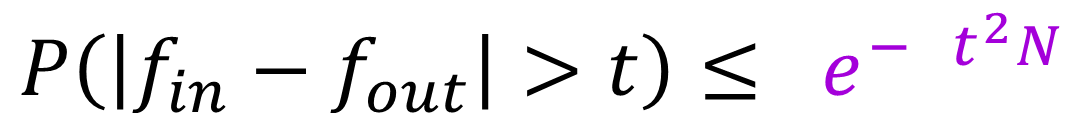 P(|f_in − f_out| > t) ≤ e^{− t²N}